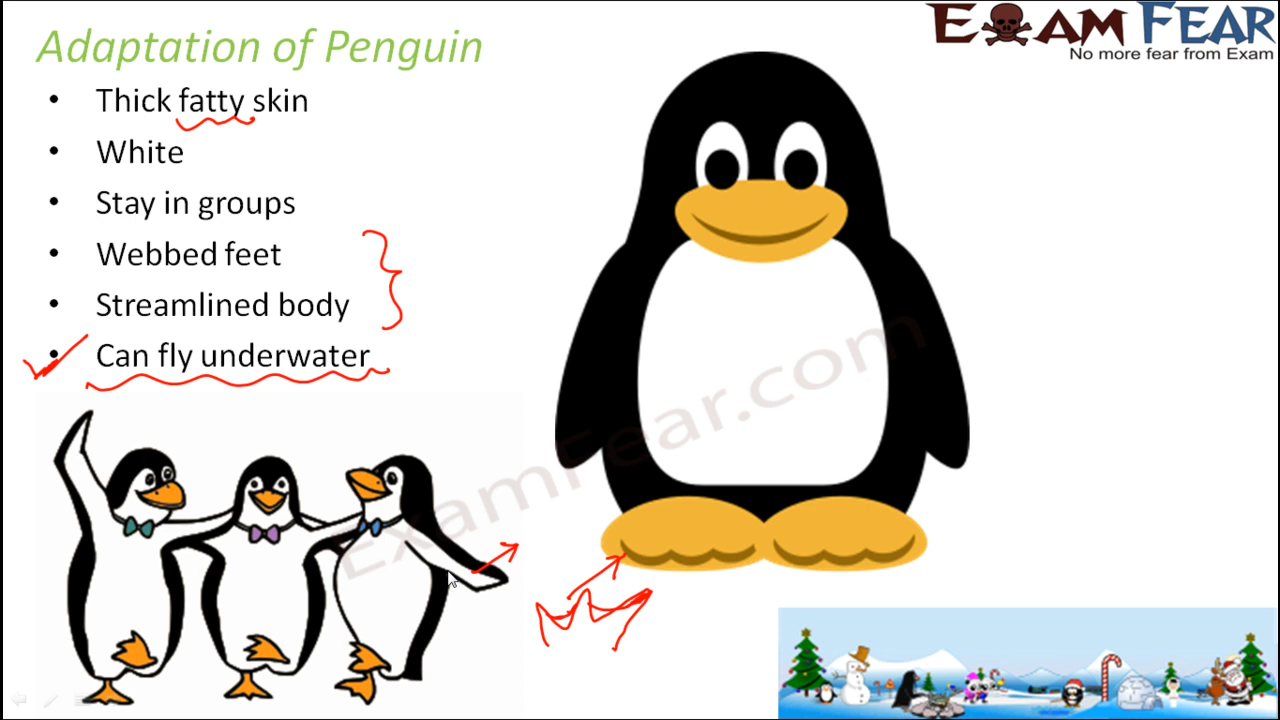 Adaptation of Penguin
EXAM FEAR
No more fear from Exam
• Thick fatty skin
• White
• Stay in groups
• Webbed feet
• Streamlined body
• Can fly underwater
ExamFear.com